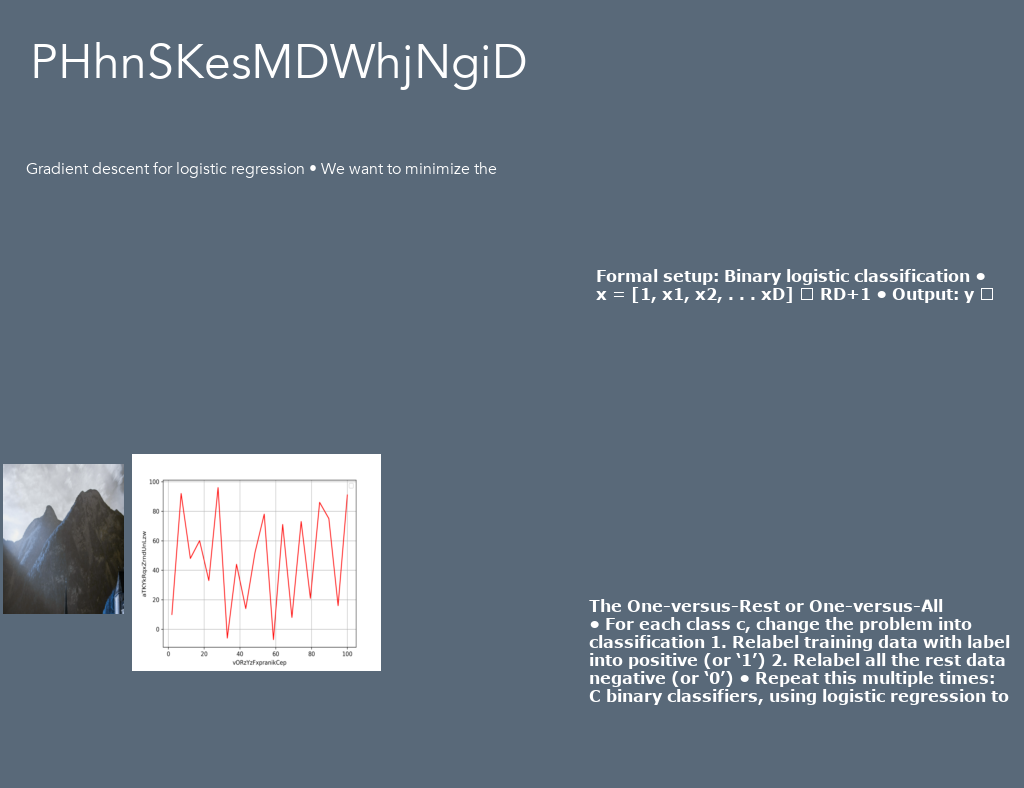 PHhnSKesMDWhjNgiD
Gradient descent for logistic regression • We want to minimize the
Formal setup: Binary logistic classification •
x = [1, x1, x2, . . . xD] □ RD+1 • Output: y □
100
80
60
40
20
0
0 20 40 60 80 100
vORzYzFxpranikCep
The One-versus-Rest or One-versus-All
• For each class c, change the problem into
classification 1. Relabel training data with label
into positive (or ‘1’) 2. Relabel all the rest data
negative (or ‘0’) • Repeat this multiple times:
C binary classifiers, using logistic regression to